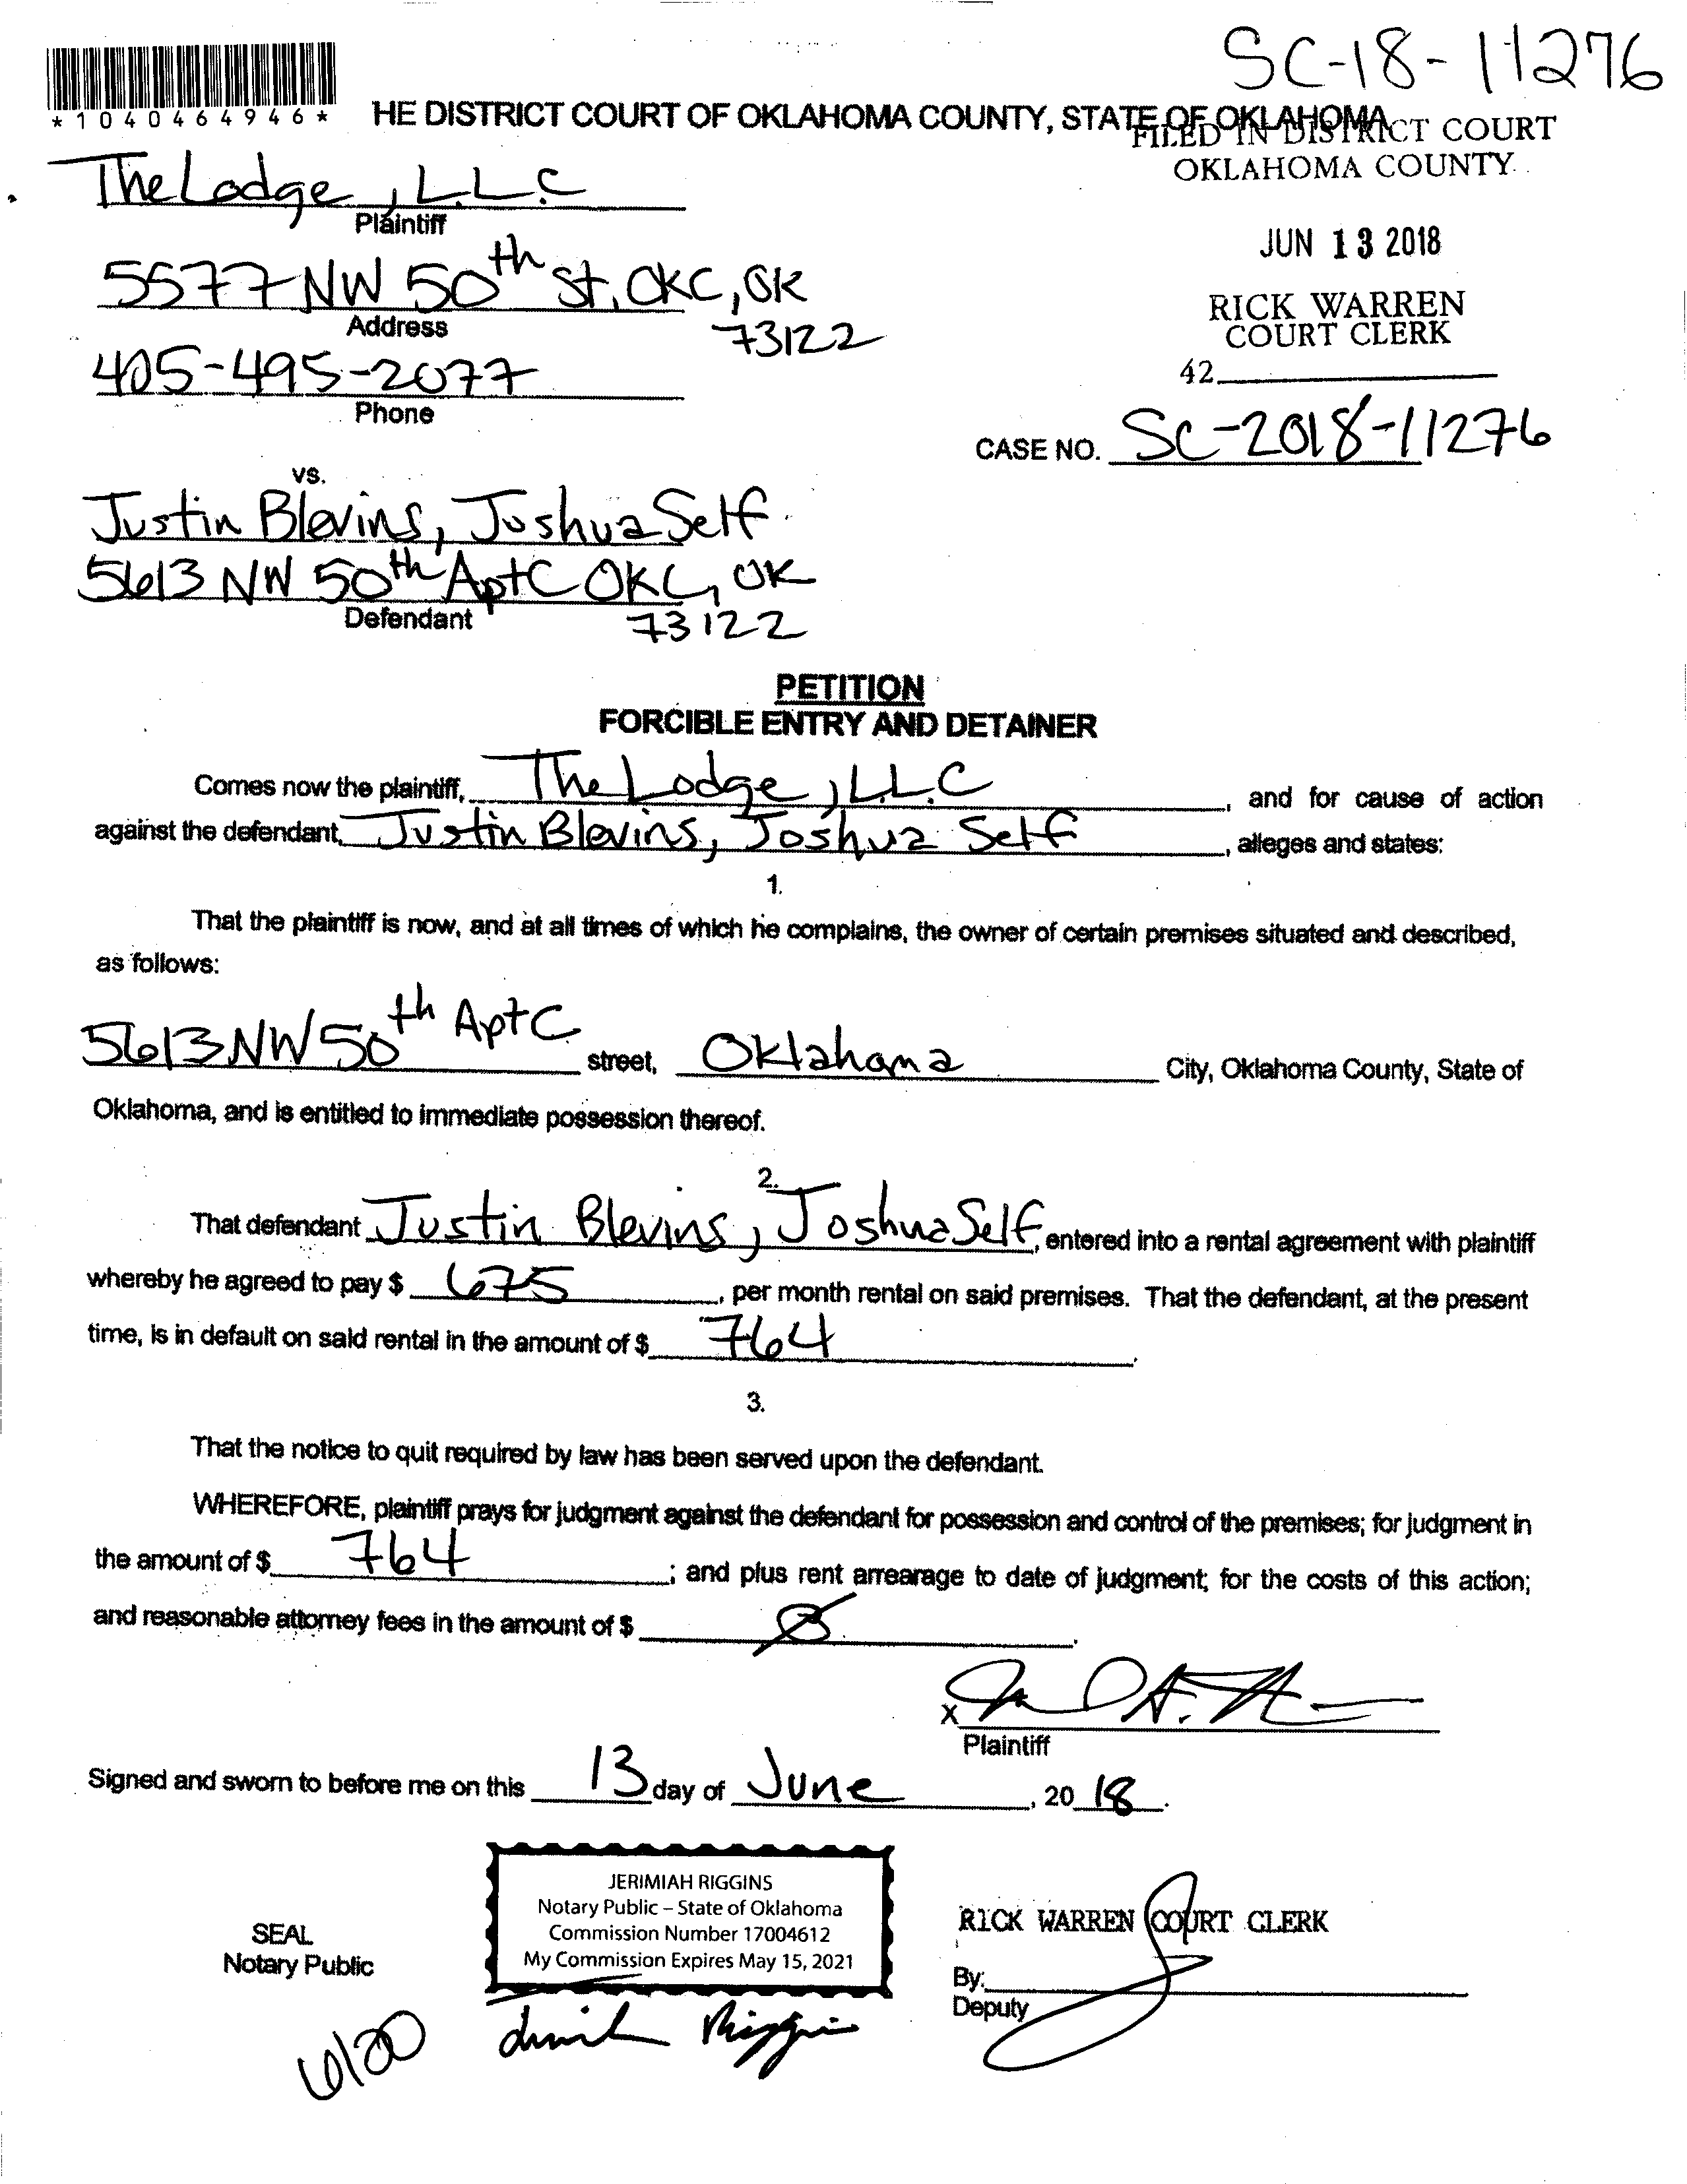 SC-18-11276
*1040464946*
HE DISTRICT COURT OF OKLAHOMA COUNTY, STATE OF OKLAHOMA
FILED IN DISTRICT COURT
OKLAHOMA COUNTY
JUN 13 2018
RICK WARREN
COURT CLERK
42
The Lodge, L.L.C
Plaintiff
5577 NW 50th St, OKC, OK
Address
73122
405-495-2077
Phone
CASE NO. SC-2018-11276
vs.
Justin Blevins, Joshua Self
5613 NW 50th Apt C OKC, OK
Defendant
73122
PETITION
FORCIBLE ENTRY AND DETAINER
Comes now the plaintiff, The Lodge, L.L.C, and for cause of action
against the defendant, Justin Blevins, Joshua Self, alleges and states:
1.
That the plaintiff is now, and at all times of which he complains, the owner of certain premises situated and described,
as follows:
5613 NW 50th Apt C street, Oklahoma City, Oklahoma County, State of
Oklahoma, and is entitled to immediate possession thereof.
2.
That defendant Justin Blevins, Joshua Self, entered into a rental agreement with plaintiff
whereby he agreed to pay $ 675, per month rental on said premises. That the defendant, at the present
time, is in default on said rental in the amount of $ 764.
3.
That the notice to quit required by law has been served upon the defendant.
WHEREFORE, plaintiff prays for judgment against the defendant for possession and control of the premises; for judgment in
the amount of $ 764; and plus rent arrearage to date of judgment; for the costs of this action;
and reasonable attorney fees in the amount of $ Ø.
X
Plaintiff
Signed and sworn to before me on this 13 day of June, 2018.
JERIMIAH RIGGINS
Notary Public – State of Oklahoma
Commission Number 17004612
My Commission Expires May 15, 2021
SEAL
Notary Public
RICK WARREN COURT CLERK
By:
Deputy
6/20